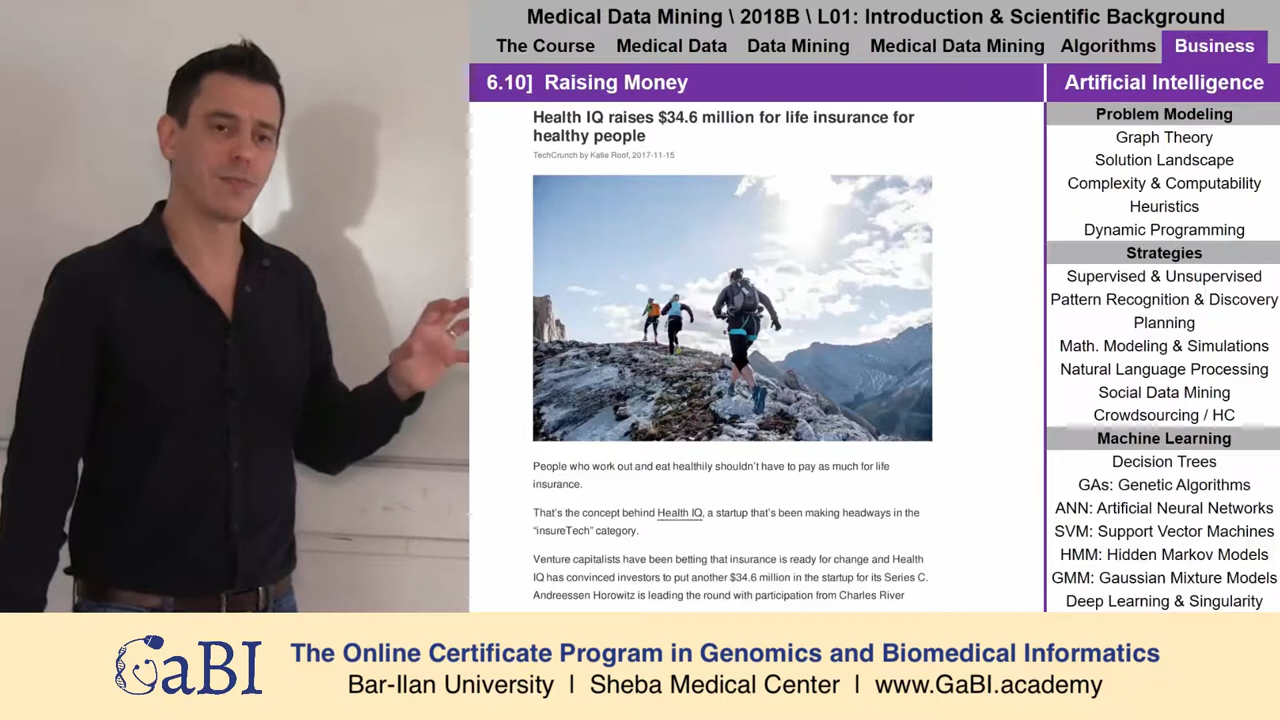 Medical Data Mining \ 2018B \ L01: Introduction & Scientific Background
The Course Medical Data Data Mining Medical Data Mining Algorithms Business
6.10] Raising Money
Health IQ raises $34.6 million for life insurance for
healthy people
TechCrunch by Katie Roof, 2017-11-15
People who work out and eat healthily shouldn't have to pay as much for life
insurance.
That's the concept behind Health IQ, a startup that's been making headways in the
“insureTech” category.
Venture capitalists have been betting that insurance is ready for change and Health
IQ has convinced investors to put another $34.6 million in the startup for its Series C.
Andreessen Horowitz is leading the round with participation from Charles River
Artificial Intelligence
Problem Modeling
Graph Theory
Solution Landscape
Complexity & Computability
Heuristics
Dynamic Programming
Strategies
Supervised & Unsupervised
Pattern Recognition & Discovery
Planning
Math. Modeling & Simulations
Natural Language Processing
Social Data Mining
Crowdsourcing / HC
Machine Learning
Decision Trees
GAs: Genetic Algorithms
ANN: Artificial Neural Networks
SVM: Support Vector Machines
HMM: Hidden Markov Models
GMM: Gaussian Mixture Models
Deep Learning & Singularity
GaBI
The Online Certificate Program in Genomics and Biomedical Informatics
Bar-Ilan University | Sheba Medical Center | www.GaBI.academy